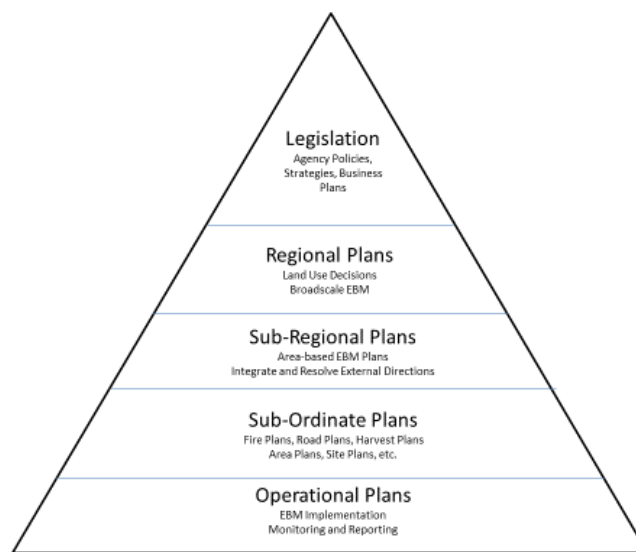 Legislation
Agency Policies,
Strategies, Business
Plans
Regional Plans
Land Use Decisions
Broadscale EBM
Sub-Regional Plans
Area-based EBM Plans
Integrate and Resolve External Directions
Sub-Ordinate Plans
Fire Plans, Road Plans, Harvest Plans
Area Plans, Site Plans, etc.
Operational Plans
EBM Implementation
Monitoring and Reporting